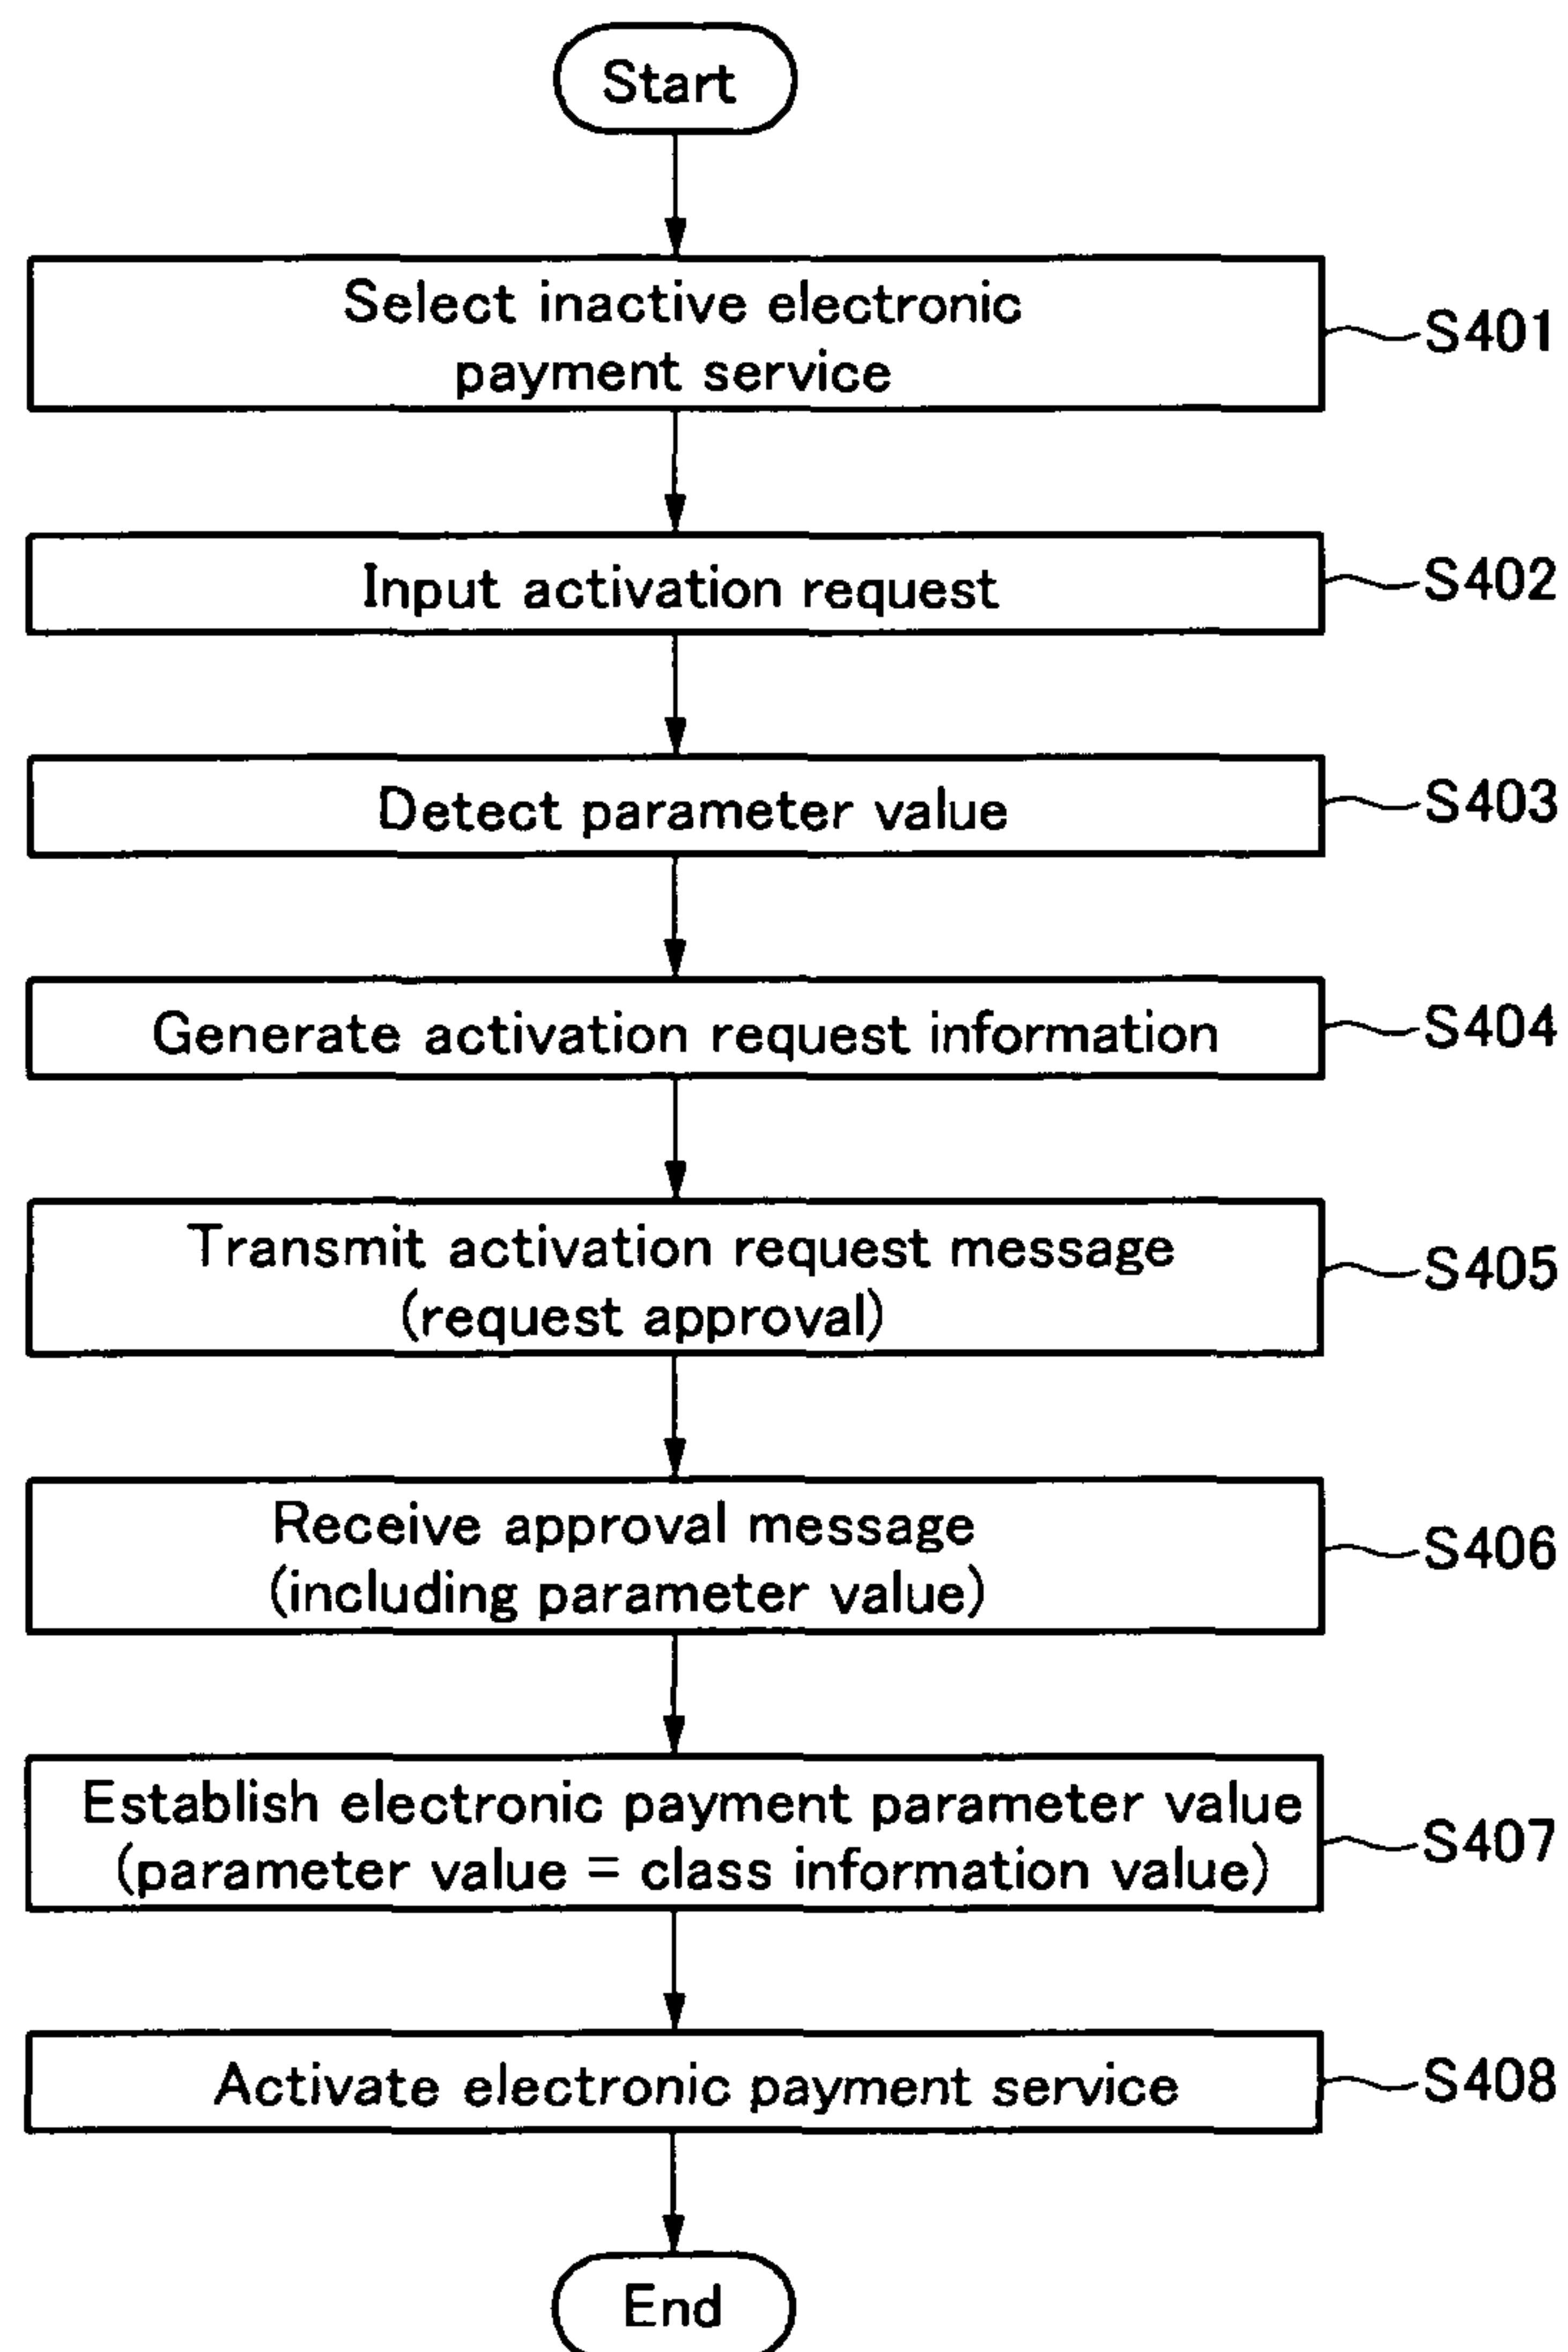 Start
Select inactive electronic
payment service
S401
Input activation request
S402
Detect parameter value
S403
Generate activation request information
S404
Transmit activation request message
(request approval)
S405
Receive approval message
(including parameter value)
S406
Establish electronic payment parameter value
(parameter value = class information value)
S407
Activate electronic payment service
S408
End